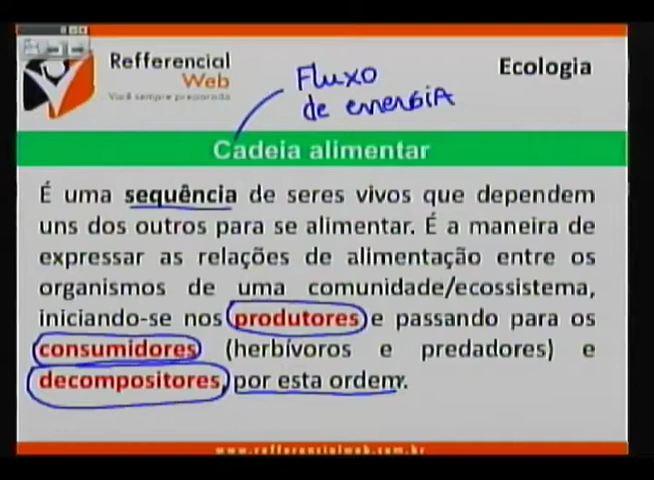 Refferencial
Web
Você sempre preparado
Ecologia
Fluxo
de energia
Cadeia alimentar
É uma sequência de seres vivos que dependem
uns dos outros para se alimentar. É a maneira de
expressar as relações de alimentação entre os
organismos de uma comunidade/ecossistema,
iniciando-se nos produtores e passando para os
consumidores (herbívoros e predadores) e
decompositores, por esta ordem.
www.refferencialweb.com.br